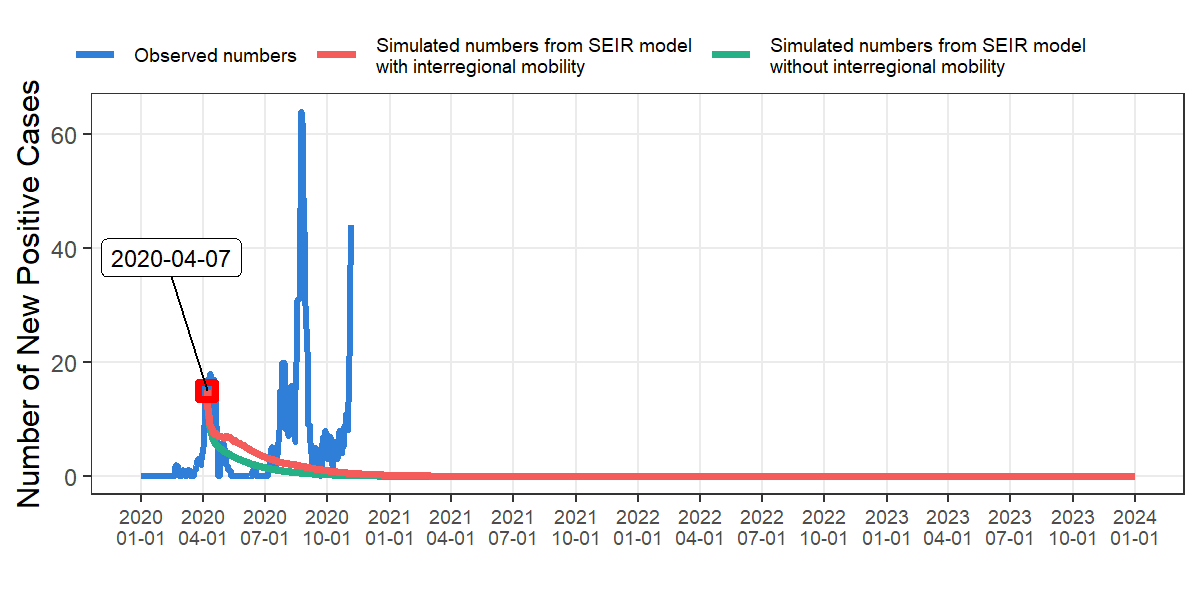 Observed numbers
Simulated numbers from SEIR model
with interregional mobility
Simulated numbers from SEIR model
without interregional mobility
Number of New Positive Cases
60
40
20
0
2020-04-07
2020 2020 2020 2020 2021 2021 2021 2021 2022 2022 2022 2022 2023 2023 2023 2023 2024
01-01 04-01 07-01 10-01 01-01 04-01 07-01 10-01 01-01 04-01 07-01 10-01 01-01 04-01 07-01 10-01 01-01